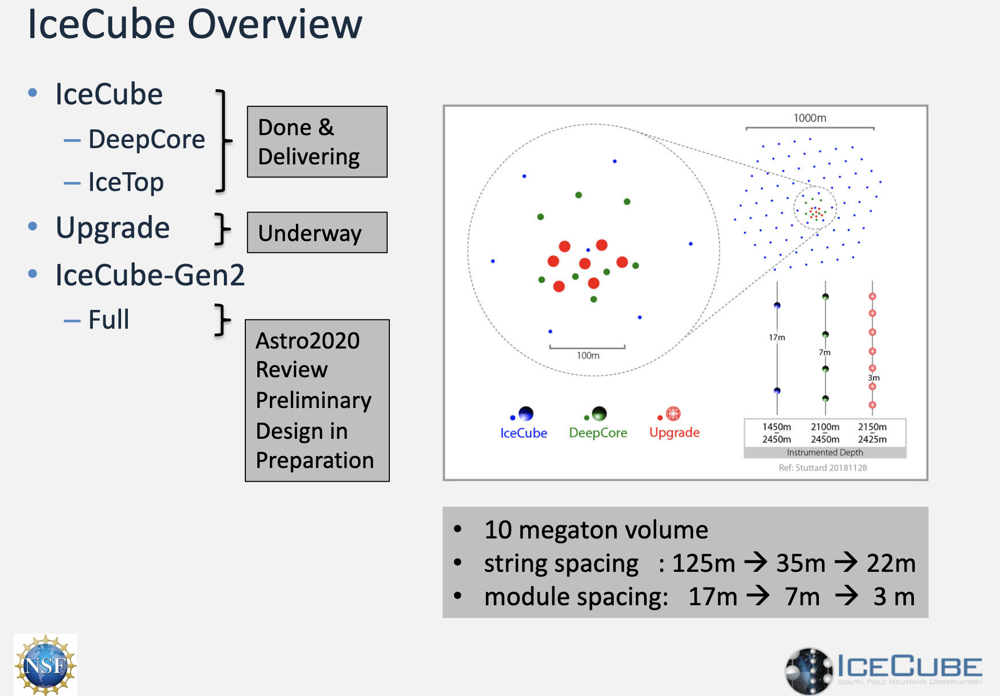 IceCube Overview
• IceCube
– DeepCore
– IceTop
Done &
Delivering
• Upgrade
Underway
• IceCube-Gen2
– Full
Astro2020
Review
Preliminary
Design in
Preparation
1000m
100m
17m
7m
3m
IceCube DeepCore Upgrade
1450m 2100m 2150m
– – –
2450m 2450m 2425m
Instrumented Depth
Ref: Stuttard 20181128
• 10 megaton volume
• string spacing : 125m → 35m → 22m
• module spacing: 17m → 7m → 3 m
NSF
ICECUBE
SOUTH POLE NEUTRINO OBSERVATORY